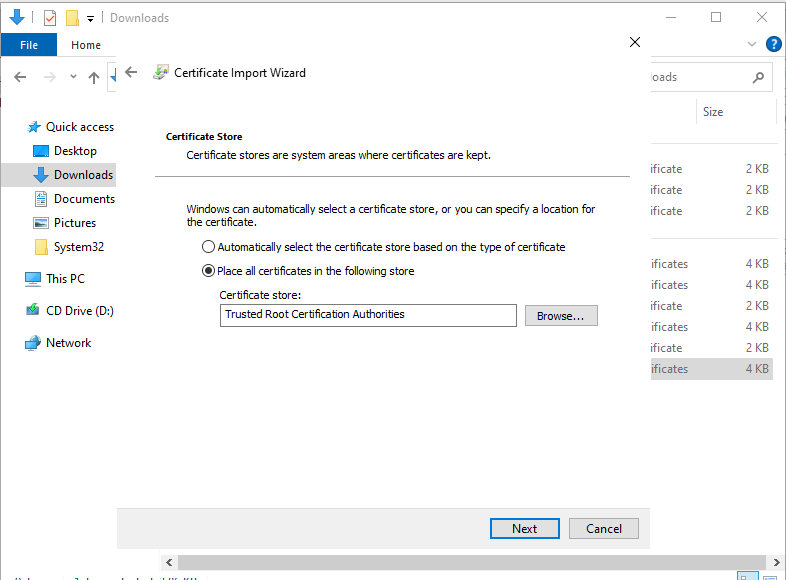 Downloads
File
Home
Certificate Import Wizard
loads
Size
Quick access
Desktop
Downloads
Documents
Pictures
System32
This PC
CD Drive (D:)
Network
Certificate Store
Certificate stores are system areas where certificates are kept.
Windows can automatically select a certificate store, or you can specify a location for
the certificate.
Automatically select the certificate store based on the type of certificate
Place all certificates in the following store
Certificate store:
Trusted Root Certification Authorities
Browse...
ificate 2 KB
ificate 2 KB
ificate 2 KB
ificates 4 KB
ificates 4 KB
ificate 2 KB
ificates 4 KB
ificate 2 KB
ificates 4 KB
Next
Cancel